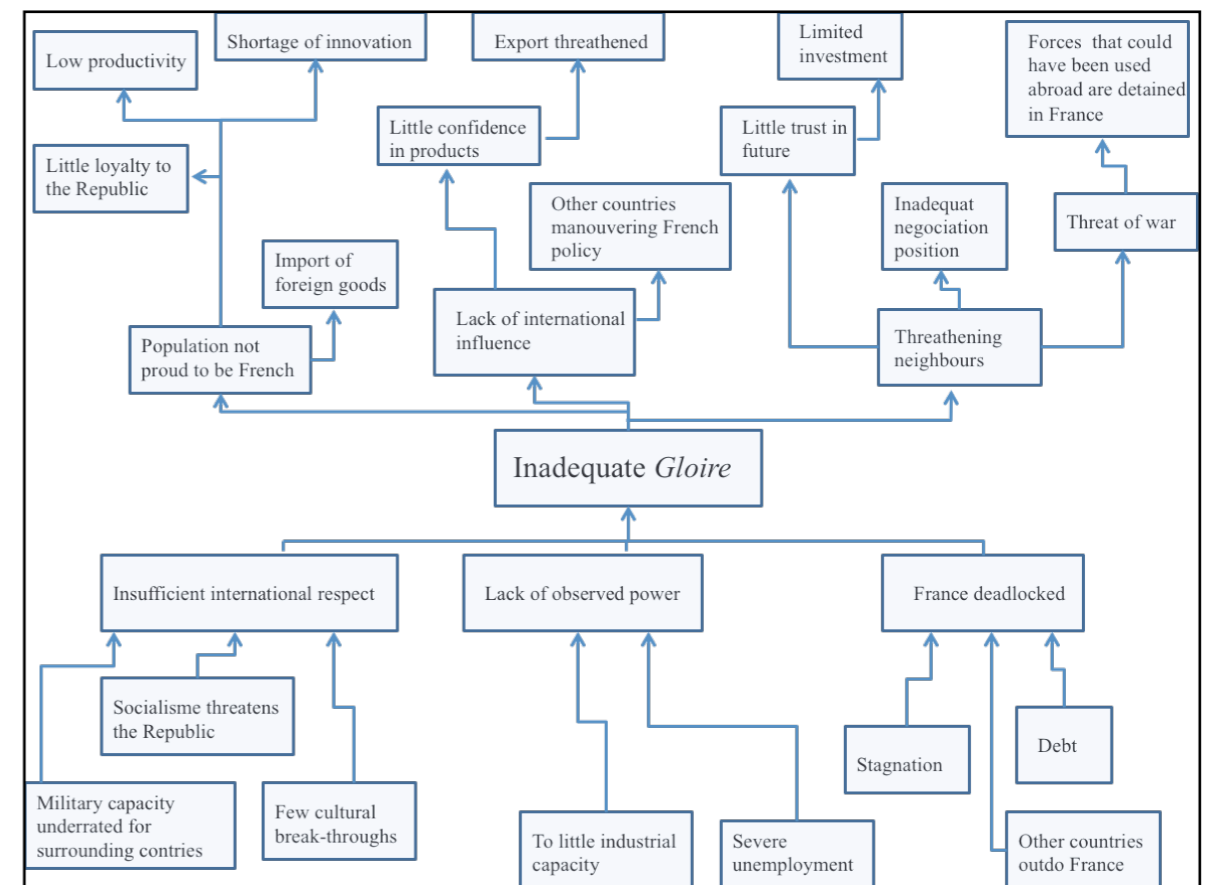 Low productivity
Shortage of innovation
Export threathened
Limited
investment
Forces that could
have been used
abroad are detained
in France
Little confidence
in products
Little trust in
future
Little loyalty to
the Republic
Other countries
manouvering French
policy
Inadequat
negociation
position
Threat of war
Import of
foreign goods
Population not
proud to be French
Lack of international
influence
Threathening
neighbours
Inadequate Gloire
Insufficient international respect
Lack of observed power
France deadlocked
Socialisme threatens
the Republic
Stagnation
Debt
Military capacity
underrated for
surrounding contries
Few cultural
break-throughs
To little industrial
capacity
Severe
unemployment
Other countries
outdo France